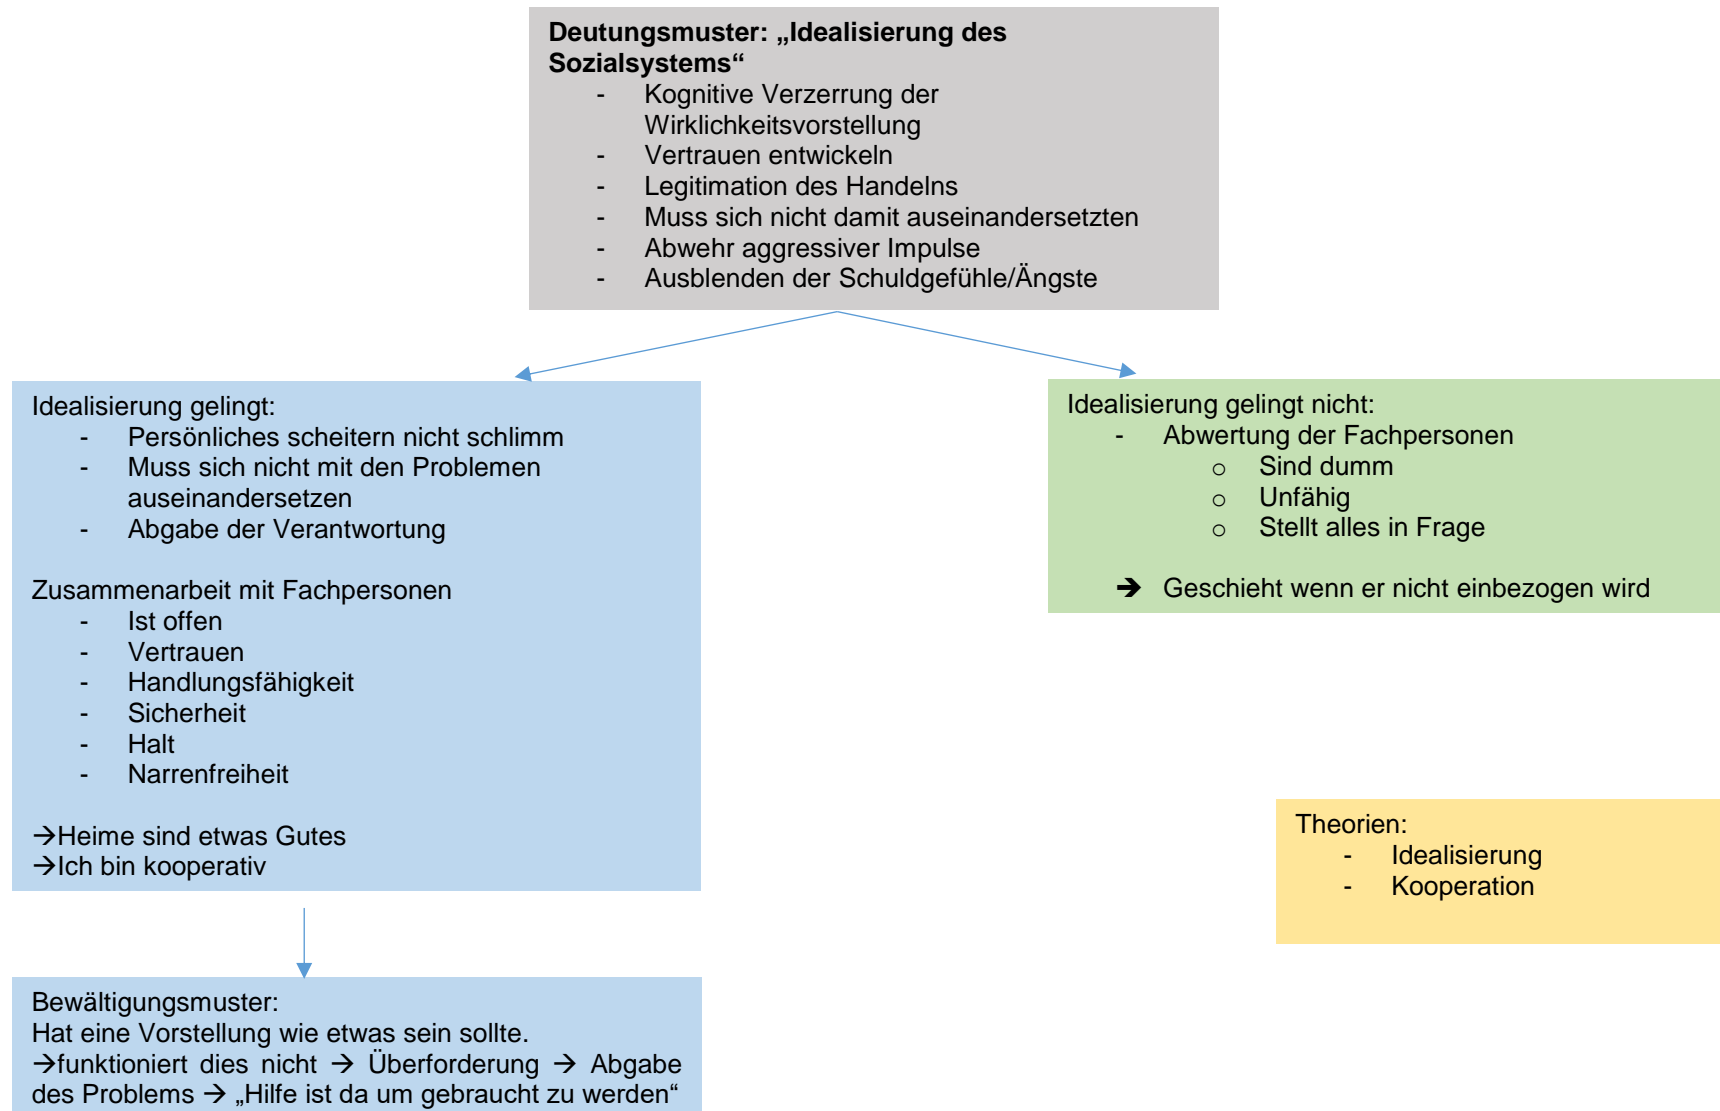 Deutungsmuster: „Idealisierung des
Sozialsystems“
- Kognitive Verzerrung der
Wirklichkeitsvorstellung
- Vertrauen entwickeln
- Legitimation des Handelns
- Muss sich nicht damit auseinandersetzten
- Abwehr aggressiver Impulse
- Ausblenden der Schuldgefühle/Ängste
Idealisierung gelingt:
- Persönliches scheitern nicht schlimm
- Muss sich nicht mit den Problemen
auseinandersetzen
- Abgabe der Verantwortung
Zusammenarbeit mit Fachpersonen
- Ist offen
- Vertrauen
- Handlungsfähigkeit
- Sicherheit
- Halt
- Narrenfreiheit
→Heime sind etwas Gutes
→Ich bin kooperativ
Idealisierung gelingt nicht:
- Abwertung der Fachpersonen
o Sind dumm
o Unfähig
o Stellt alles in Frage
➔ Geschieht wenn er nicht einbezogen wird
Theorien:
- Idealisierung
- Kooperation
Bewältigungsmuster:
Hat eine Vorstellung wie etwas sein sollte.
→funktioniert dies nicht → Überforderung → Abgabe
des Problems → „Hilfe ist da um gebraucht zu werden“